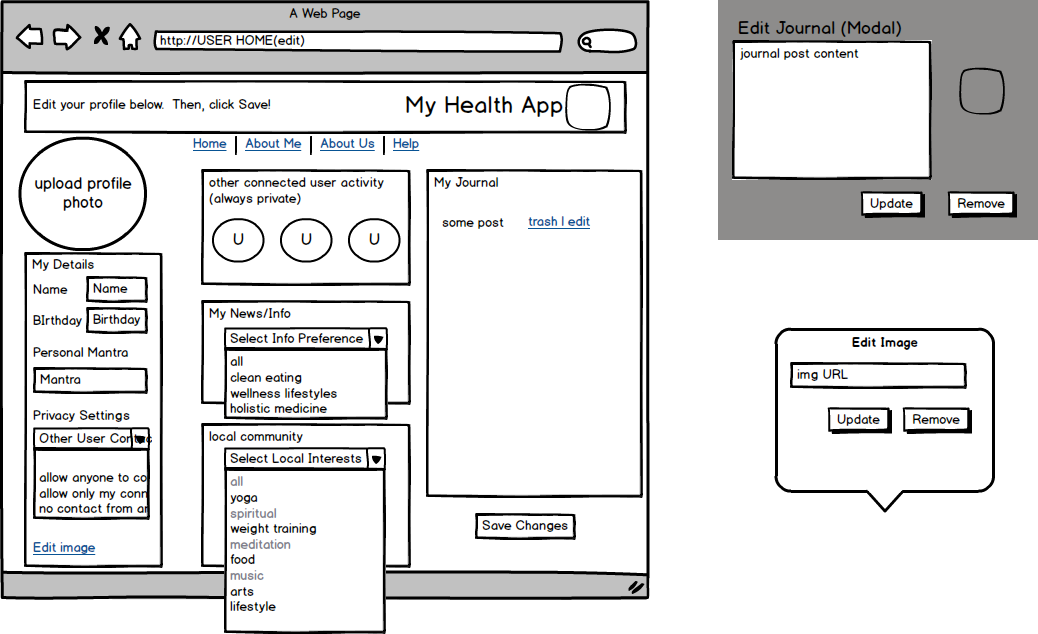 A Web Page
http://USER HOME(edit)
Edit your profile below.  Then, click Save!
My Health App
Home
About Me
About Us
Help
upload profile
photo
My Details
Name
Name
BIrthday
Birthday
Personal Mantra
Mantra
Privacy Settings
Other User Contac
allow anyone to co
allow only my conn
no contact from an
Edit image
other connected user activity
(always private)
U
U
U
My News/Info
Select Info Preference
all
clean eating
wellness lifestyles
holistic medicine
local community
Select Local Interests
all
yoga
spiritual
weight training
meditation
food
music
arts
lifestyle
My Journal
some post
trash | edit
Save Changes
Edit Journal (Modal)
journal post content
Update
Remove
Edit Image
img URL
Update
Remove